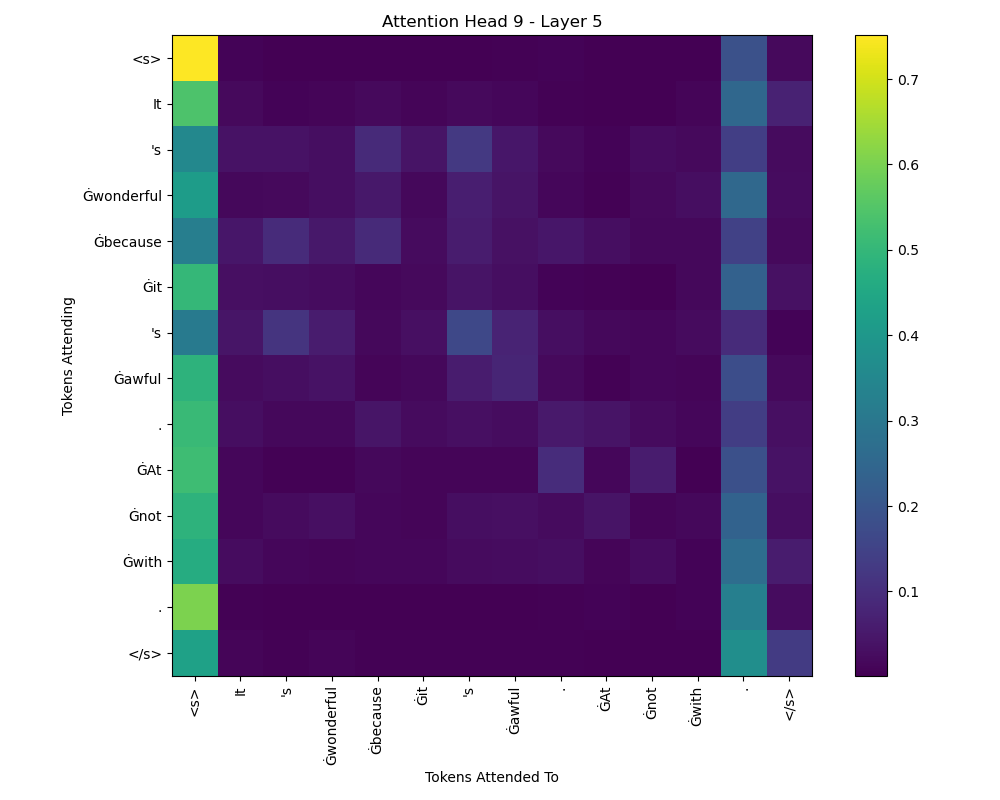 Attention Head 9 - Layer 5
<s>
It
's
Ġwonderful
Ġbecause
Ġit
's
Ġawful
.
ĠAt
Ġnot
Ġwith
.
</s>
Tokens Attending
<s>
It
's
Ġwonderful
Ġbecause
Ġit
's
Ġawful
.
ĠAt
Ġnot
Ġwith
.
</s>
Tokens Attended To
0.7
0.6
0.5
0.4
0.3
0.2
0.1